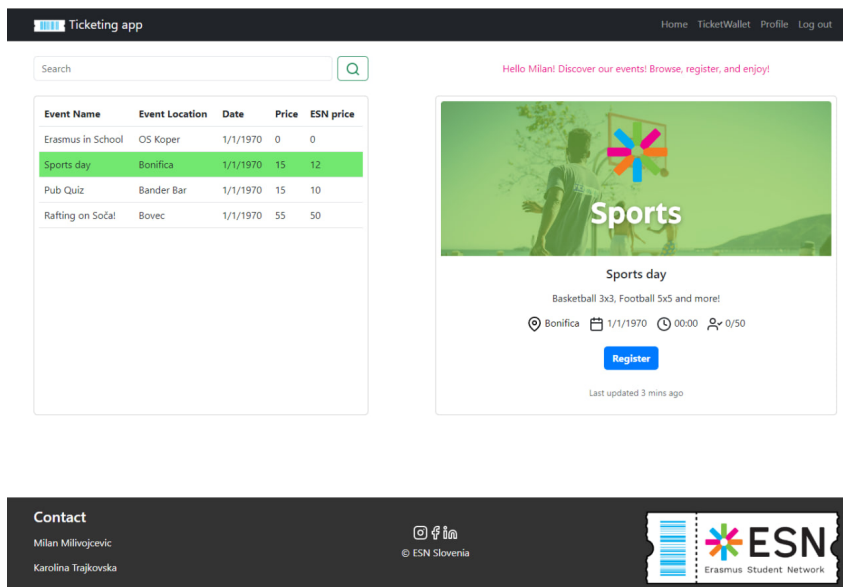 Ticketing app
Home TicketWallet Profile Log out
Search
Hello Milan! Discover our events! Browse, register, and enjoy!
Event Name Event Location Date Price ESN price
Erasmus in School OS Koper 1/1/1970 0 0
Sports day Bonifica 1/1/1970 15 12
Pub Quiz Bander Bar 1/1/1970 15 10
Rafting on Soča! Bovec 1/1/1970 55 50
Sports
Sports day
Basketball 3x3, Football 5x5 and more!
Bonifica 1/1/1970 00:00 0/50
Register
Last updated 3 mins ago
Contact
Milan Milivojcevic
Karolina Trajkovska
© ESN Slovenia
ESN
Erasmus Student Network